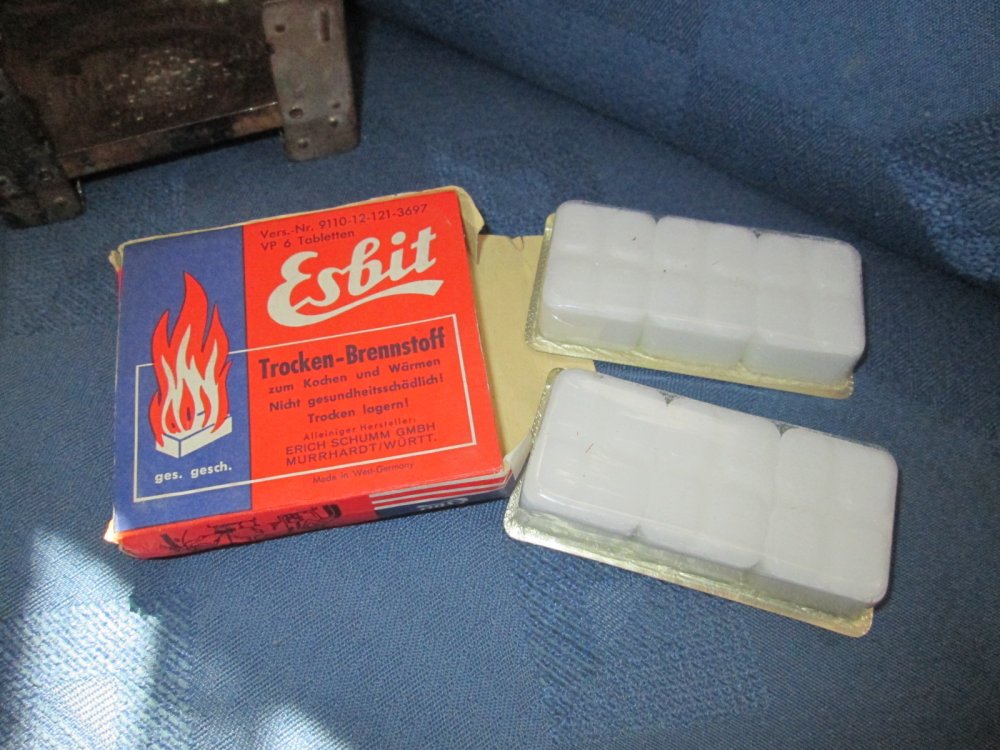 Vers.-Nr. 9110-12-121-3697
VP 6 Tabletten
Esbit
Trocken-Brennstoff
zum Kochen und Wärmen
Nicht gesundheitsschädlich!
Trocken lagern!
Alleiniger Hersteller:
ERICH SCHUMM GMBH
MURRHARDT/WÜRTT.
Made in West-Germany
ges. gesch.